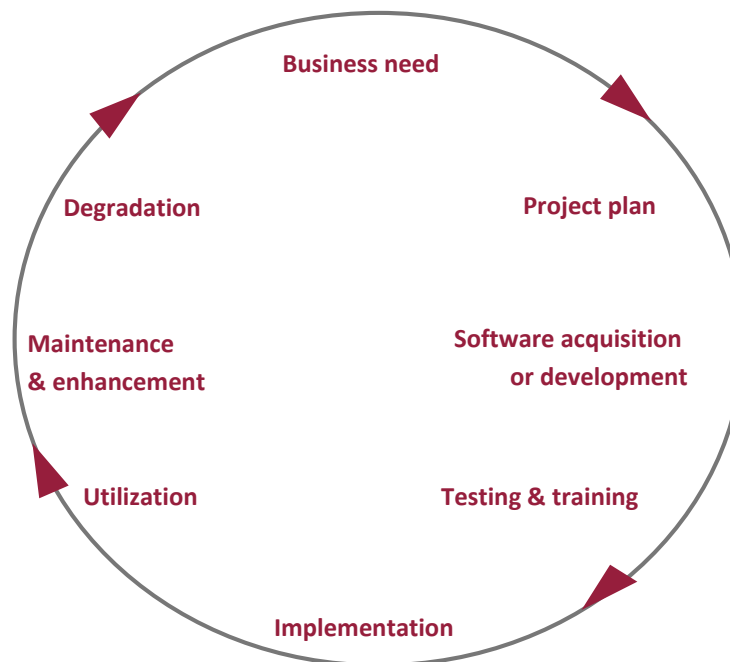 Business need
Project plan
Software acquisition
or development
Testing & training
Implementation
Utilization
Maintenance
& enhancement
Degradation